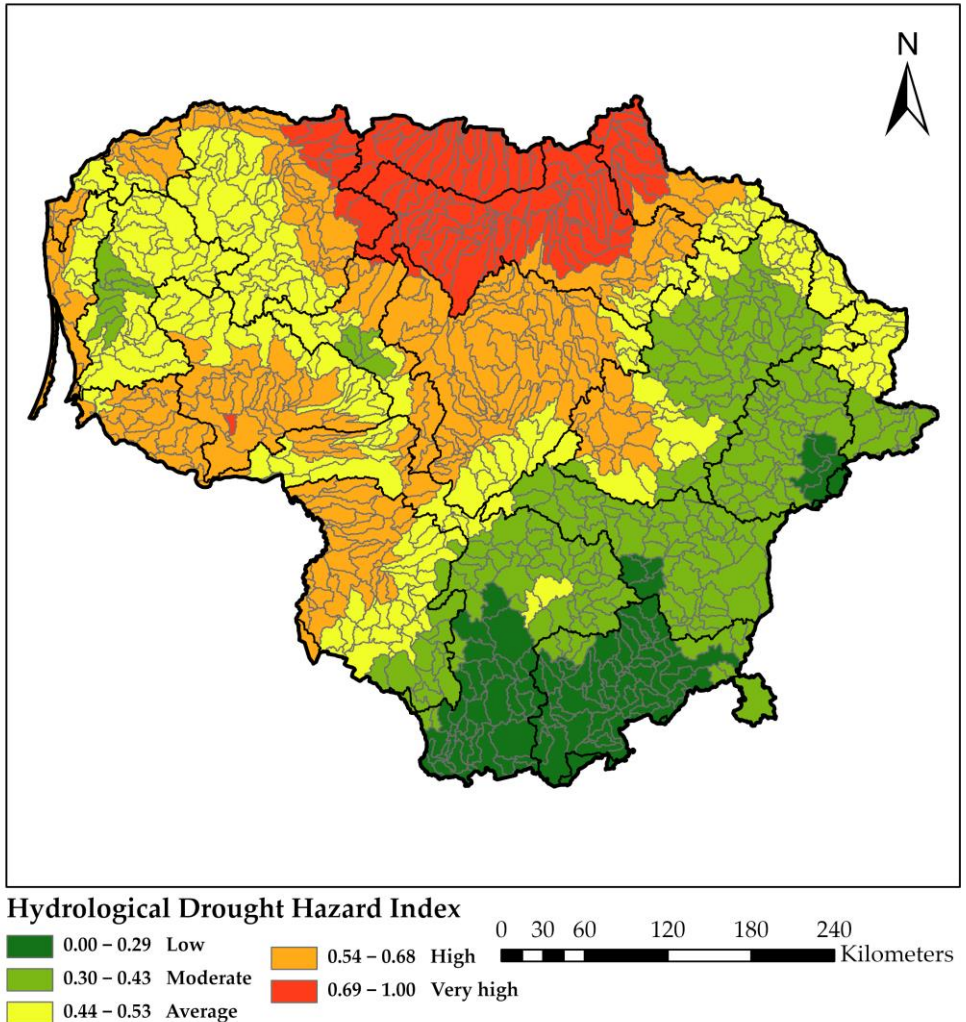 N
Hydrological Drought Hazard Index
0.00 – 0.29 Low
0.30 – 0.43 Moderate
0.44 – 0.53 Average
0.54 – 0.68 High
0.69 – 1.00 Very high
0 30 60 120 180 240
Kilometers